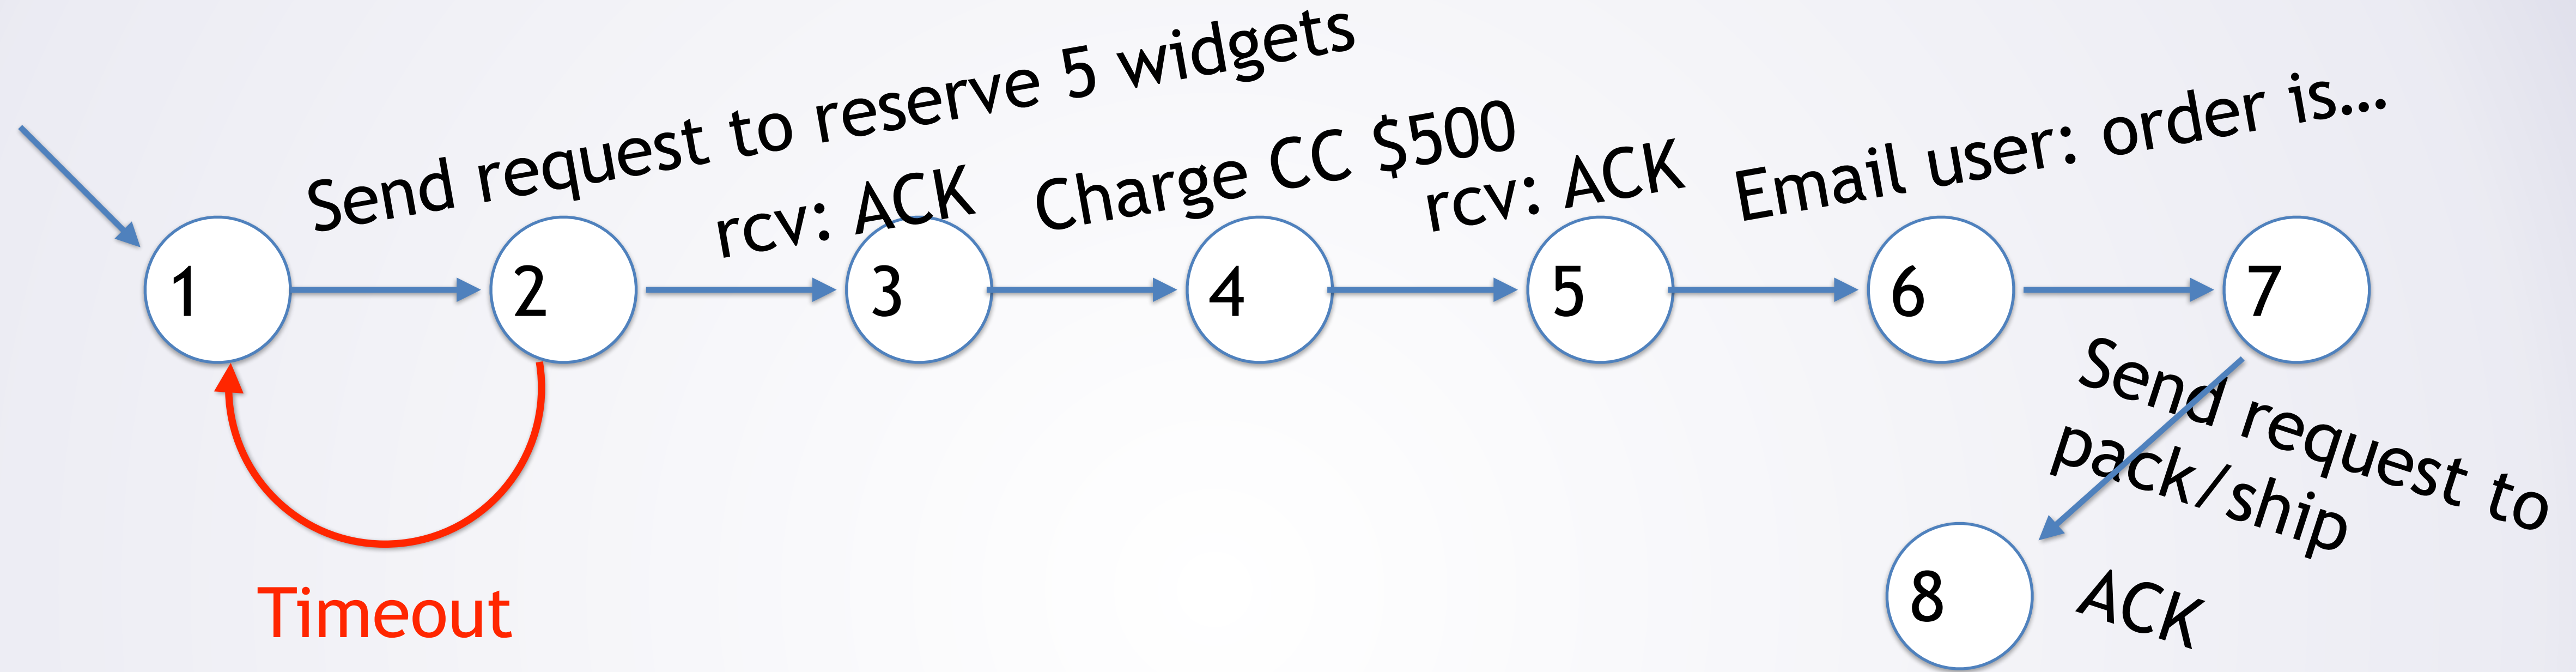 Send request to reserve 5 widgets
rcv: ACK
Charge CC $500
rcv: ACK
Email user: order is...
1
2
3
4
5
6
7
Send request to
pack/ship
Timeout
8
ACK